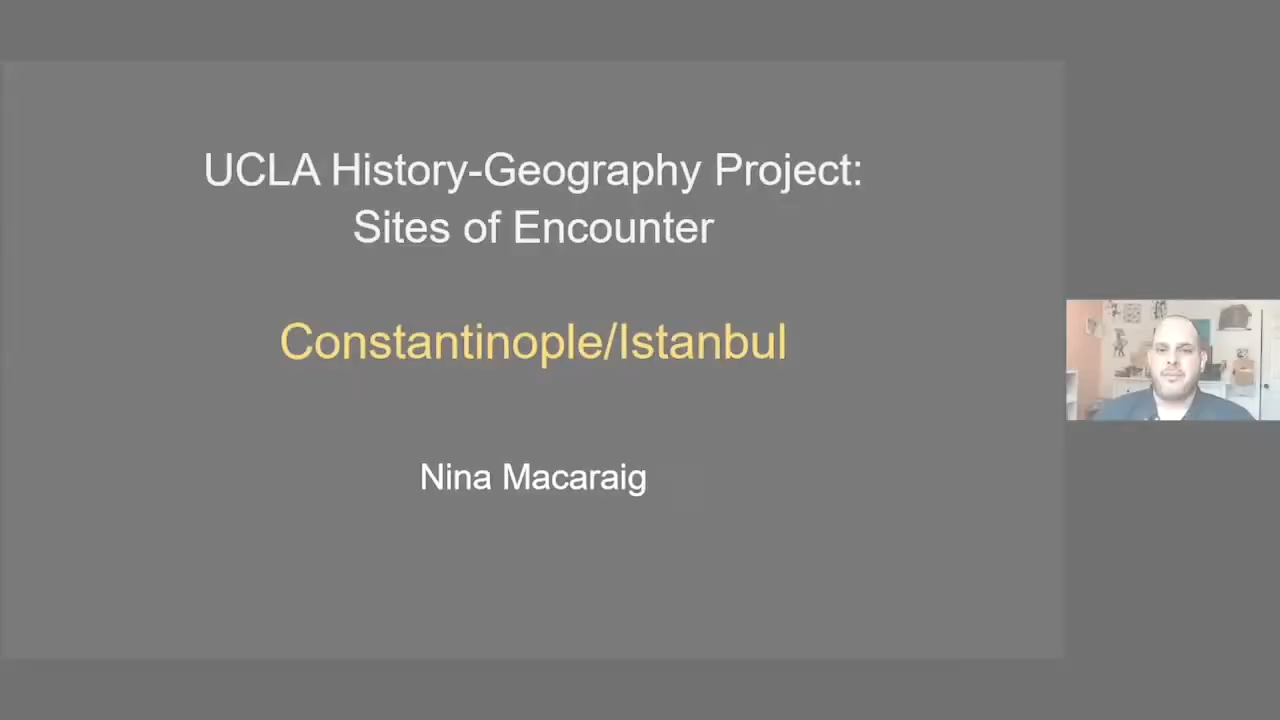 UCLA History-Geography Project:
Sites of Encounter
Constantinople/Istanbul
Nina Macaraig